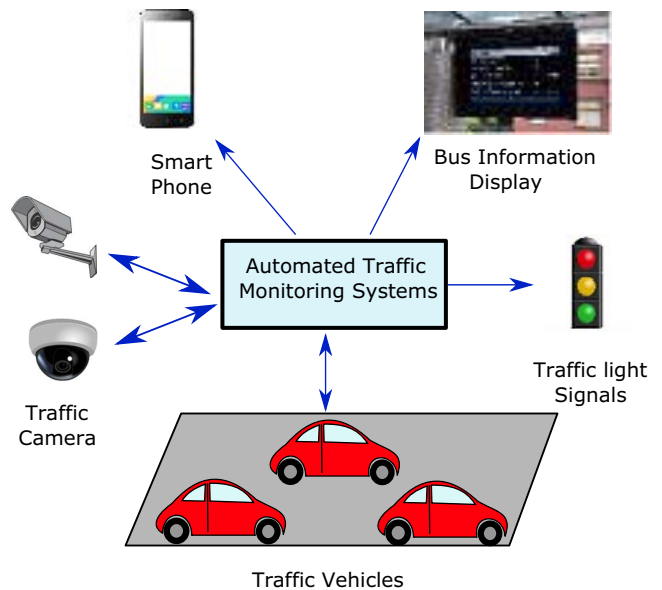 Smart
Phone
Bus Information
Display
Automated Traffic
Monitoring Systems
Traffic light
Signals
Traffic
Camera
Traffic Vehicles